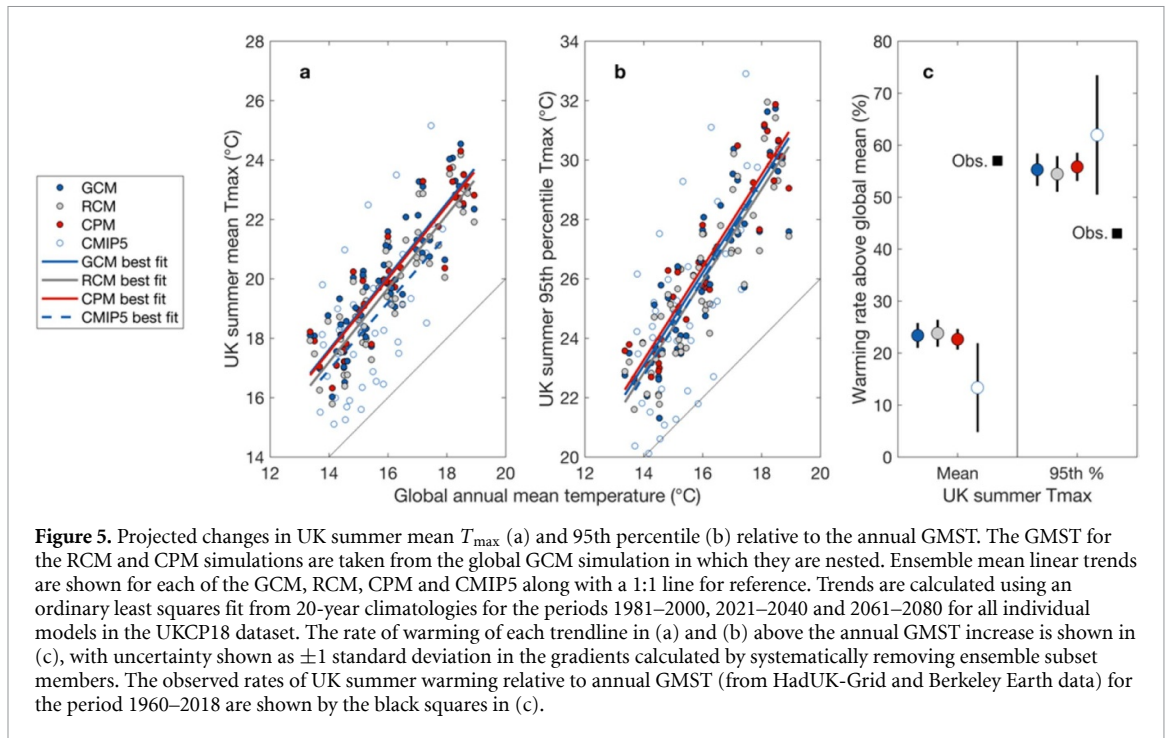 GCM
RCM
CPM
CMIP5
GCM best fit
RCM best fit
CPM best fit
CMIP5 best fit
a
UK summer mean Tmax (°C)
28
26
24
22
20
18
16
14
12
14
16
18
20
b
UK summer 95th percentile Tmax (°C)
34
32
30
28
26
24
22
20
12
14
16
18
20
Global annual mean temperature (°C)
c
Warming rate above global mean (%)
80
70
60
50
40
30
20
10
0
Obs.
Obs.
Mean
95th %
UK summer Tmax
Figure 5. Projected changes in UK summer mean Tmax (a) and 95th percentile (b) relative to the annual GMST. The GMST for
the RCM and CPM simulations are taken from the global GCM simulation in which they are nested. Ensemble mean linear trends
are shown for each of the GCM, RCM, CPM and CMIP5 along with a 1:1 line for reference. Trends are calculated using an
ordinary least squares fit from 20-year climatologies for the periods 1981–2000, 2021–2040 and 2061–2080 for all individual
models in the UKCP18 dataset. The rate of warming of each trendline in (a) and (b) above the annual GMST increase is shown in
(c), with uncertainty shown as ±1 standard deviation in the gradients calculated by systematically removing ensemble subset
members. The observed rates of UK summer warming relative to annual GMST (from HadUK-Grid and Berkeley Earth data) for
the period 1960–2018 are shown by the black squares in (c).